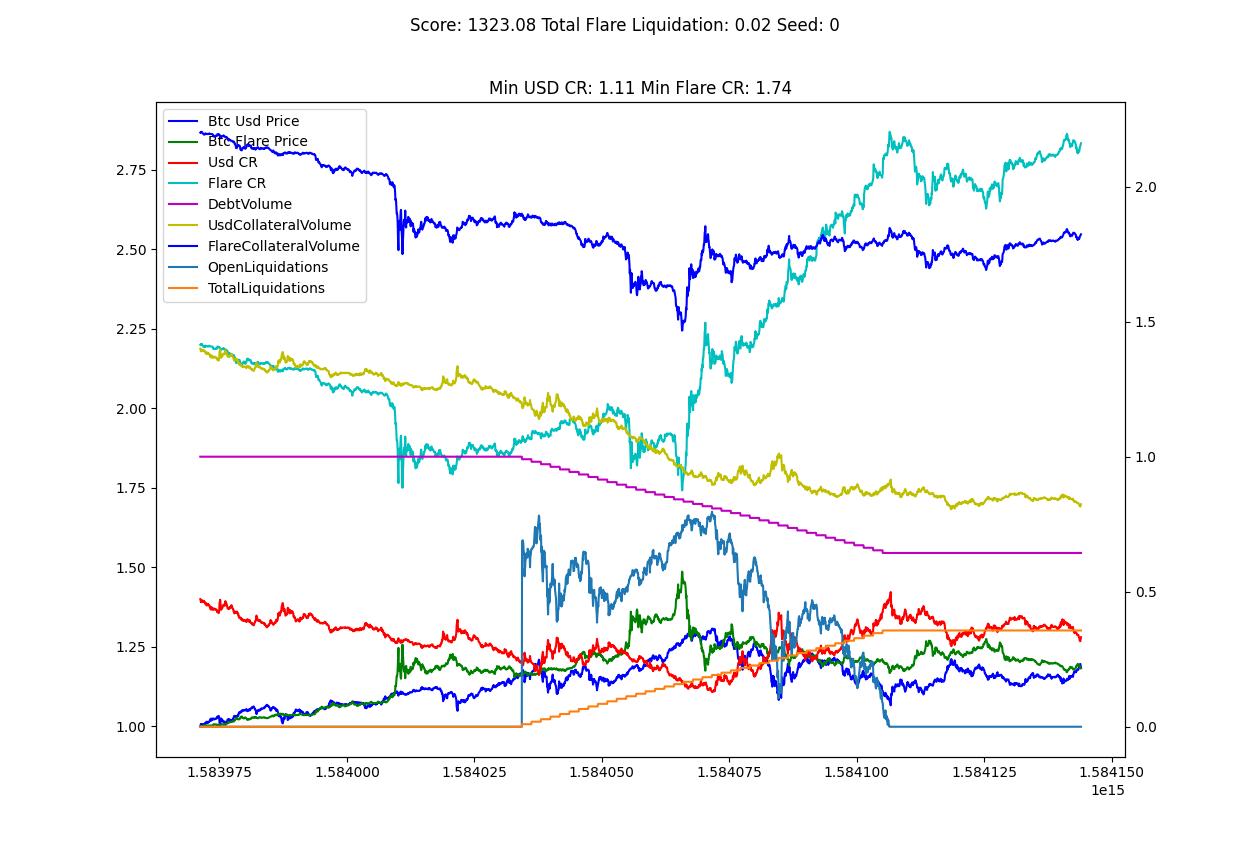 Score: 1323.08 Total Flare Liquidation: 0.02 Seed: 0
Min USD CR: 1.11 Min Flare CR: 1.74
Btc Usd Price
Btc Flare Price
Usd CR
Flare CR
DebtVolume
UsdCollateralVolume
FlareCollateralVolume
OpenLiquidations
TotalLiquidations
2.75
2.50
2.25
2.00
1.75
1.50
1.25
1.00
2.0
1.5
1.0
0.5
0.0
1.583975 1.584000 1.584025 1.584050 1.584075 1.584100 1.584125 1.584150
1e15